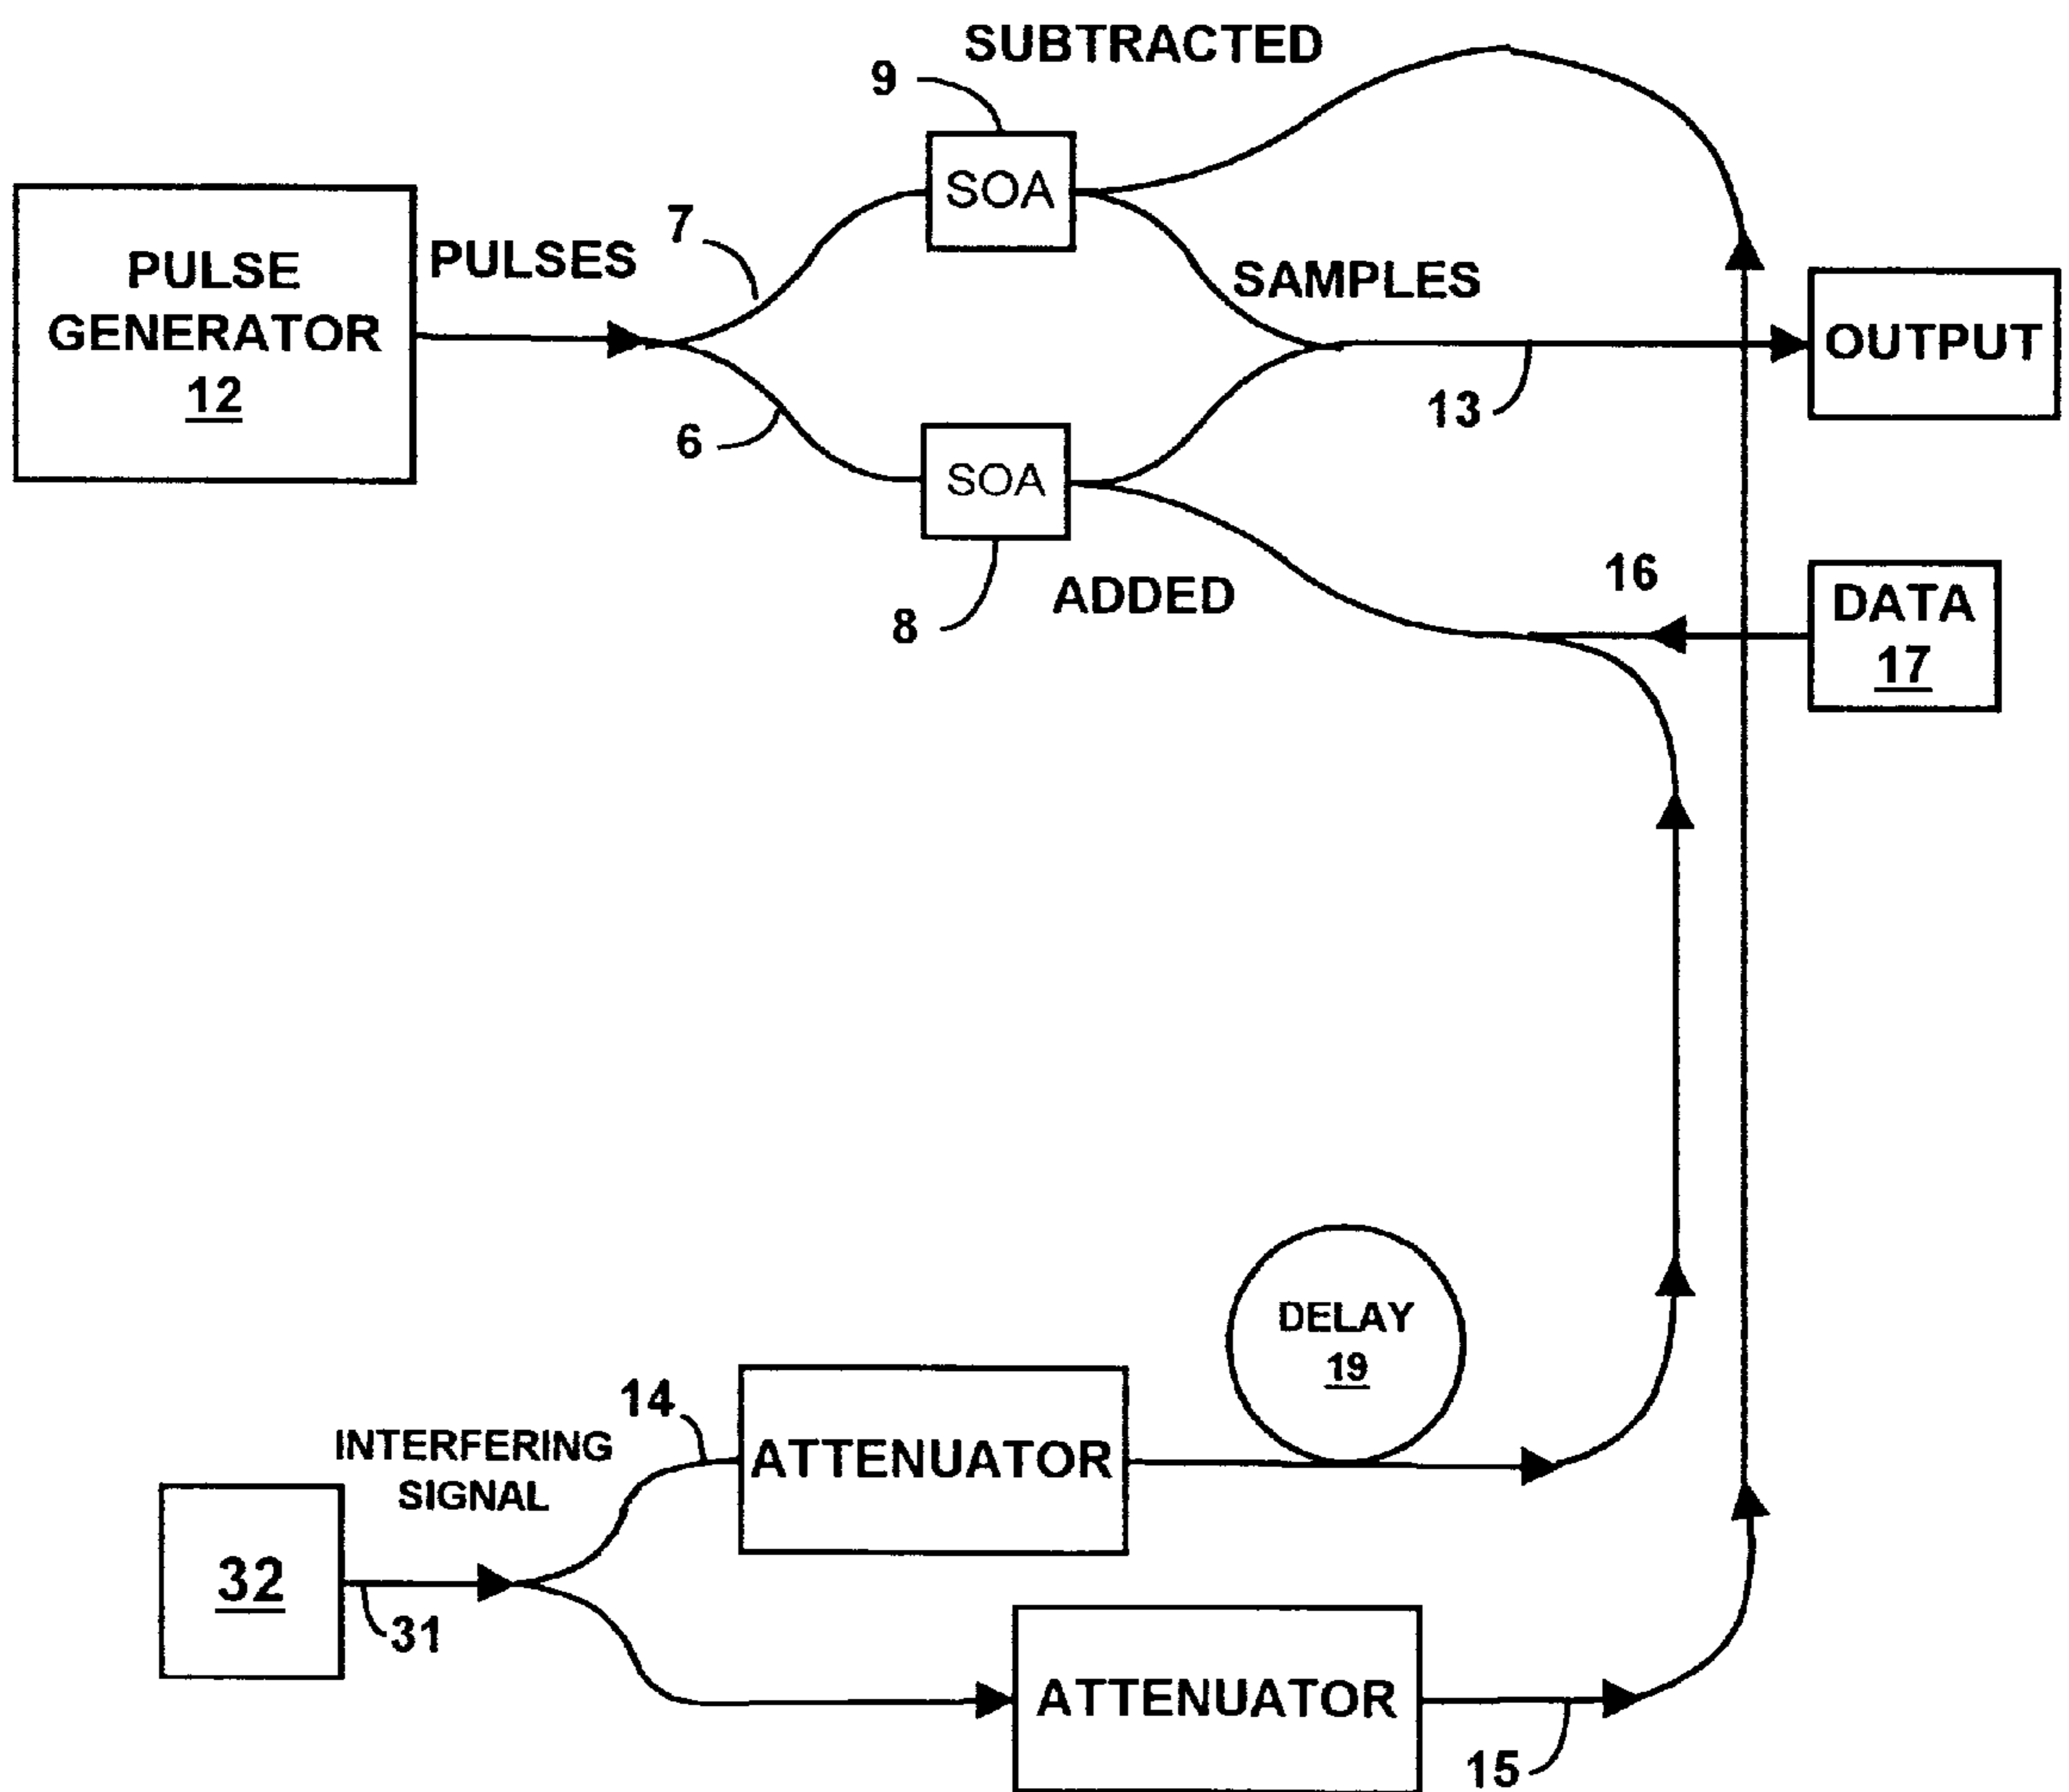 SUBTRACTED
9
SOA
7
PULSE
GENERATOR
12
PULSES
SAMPLES
OUTPUT
13
6
SOA
16
ADDED
8
DATA
17
DELAY
19
14
INTERFERING
SIGNAL
ATTENUATOR
32
31
ATTENUATOR
15